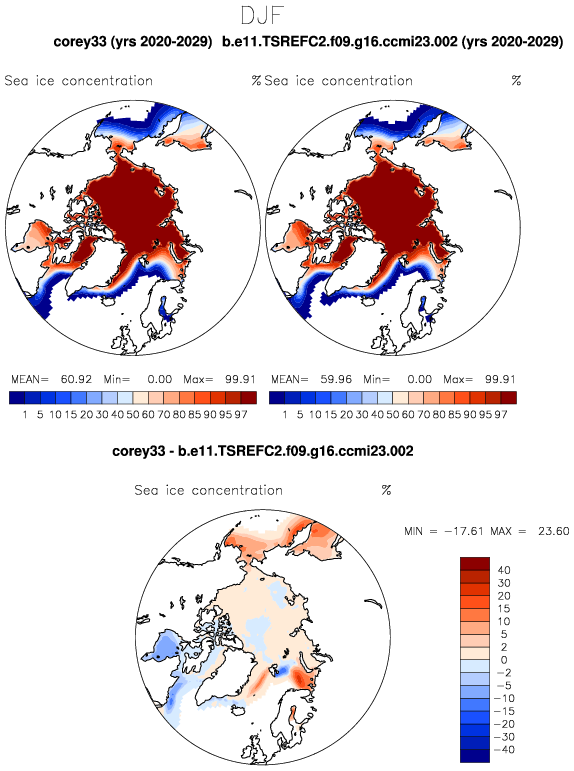 DJF
corey33 (yrs 2020-2029) b.e11.TSREFC2.f09.g16.ccmi23.002 (yrs 2020-2029)
Sea ice concentration % Sea ice concentration %
MEAN= 60.92 Min= 0.00 Max= 99.91 MEAN= 59.96 Min= 0.00 Max= 99.91
1 5 10 15 20 30 40 50 60 70 80 85 90 95 97 1 5 10 15 20 30 40 50 60 70 80 85 90 95 97
corey33 - b.e11.TSREFC2.f09.g16.ccmi23.002
Sea ice concentration %
MIN = -17.61 MAX = 23.60
40
30
20
15
10
5
2
0
-2
-5
-10
-15
-20
-30
-40